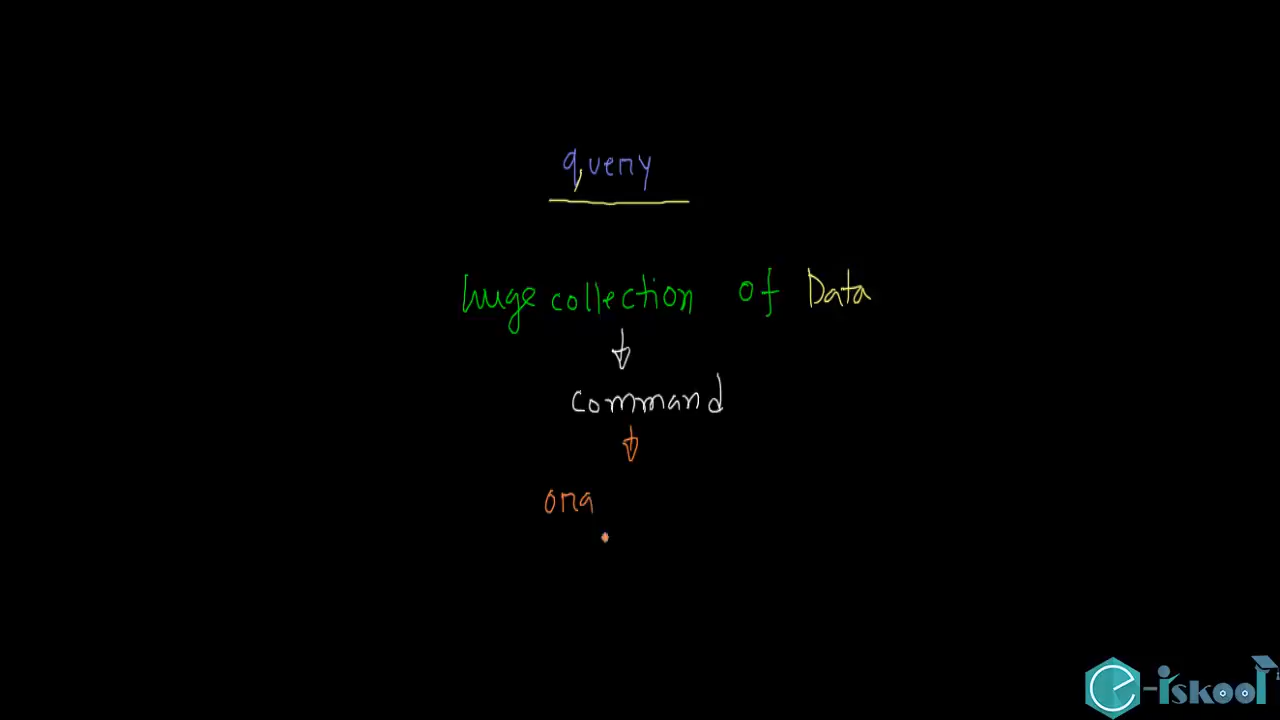 query
huge collection of Data
command
ora
e-iskool